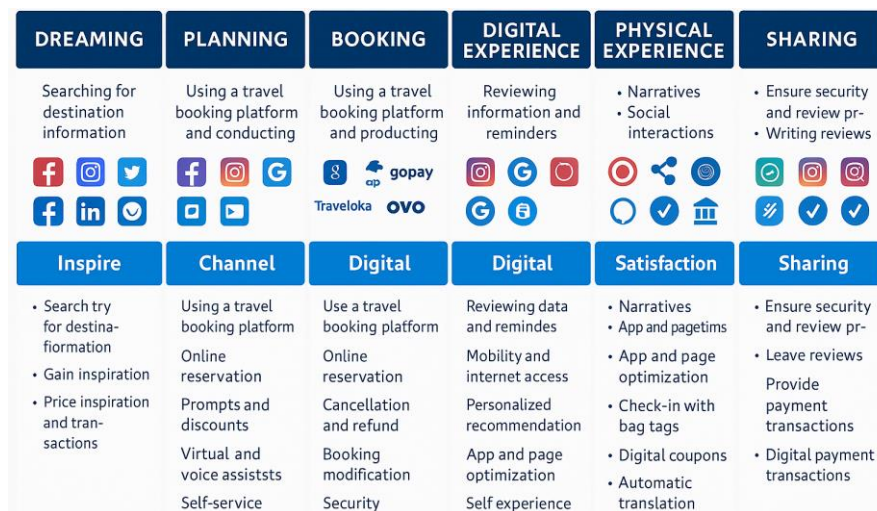 DREAMING
PLANNING
BOOKING
DIGITAL
EXPERIENCE
PHYSICAL
EXPERIENCE
SHARING
Searching for
destination
information
Using a travel
booking platform
and conducting
Using a travel
booking platform
and producting
Reviewing
information and
reminders
• Narratives
• Social
interactions
• Ensure security
and review pr-
• Writing reviews
gopay
ap
Traveloka
OVO
Inspire
Channel
Digital
Digital
Satisfaction
Sharing
• Search try
for destina-
fiormation
• Gain inspiration
• Price inspiration
and tran-
sactions
Using a travel
booking platform
Online
reservation
Prompts and
discounts
Virtual and
voice assiststs
Self-service
Use a travel
booking platform
Online
reservation
Cancellation
and refund
Booking
modification
Security
Reviewing data
and remindes
Mobility and
internet access
Personalized
recommendation
App and page
optimization
Self experience
• Narratives
• App and pagetims
• App and page
optimization
• Check-in with
bag tags
• Digital coupons
• Automatic
translation
• Ensure security
and review pr-
• Leave reviews
Provide
payment
transactions
• Digital payment
transactions